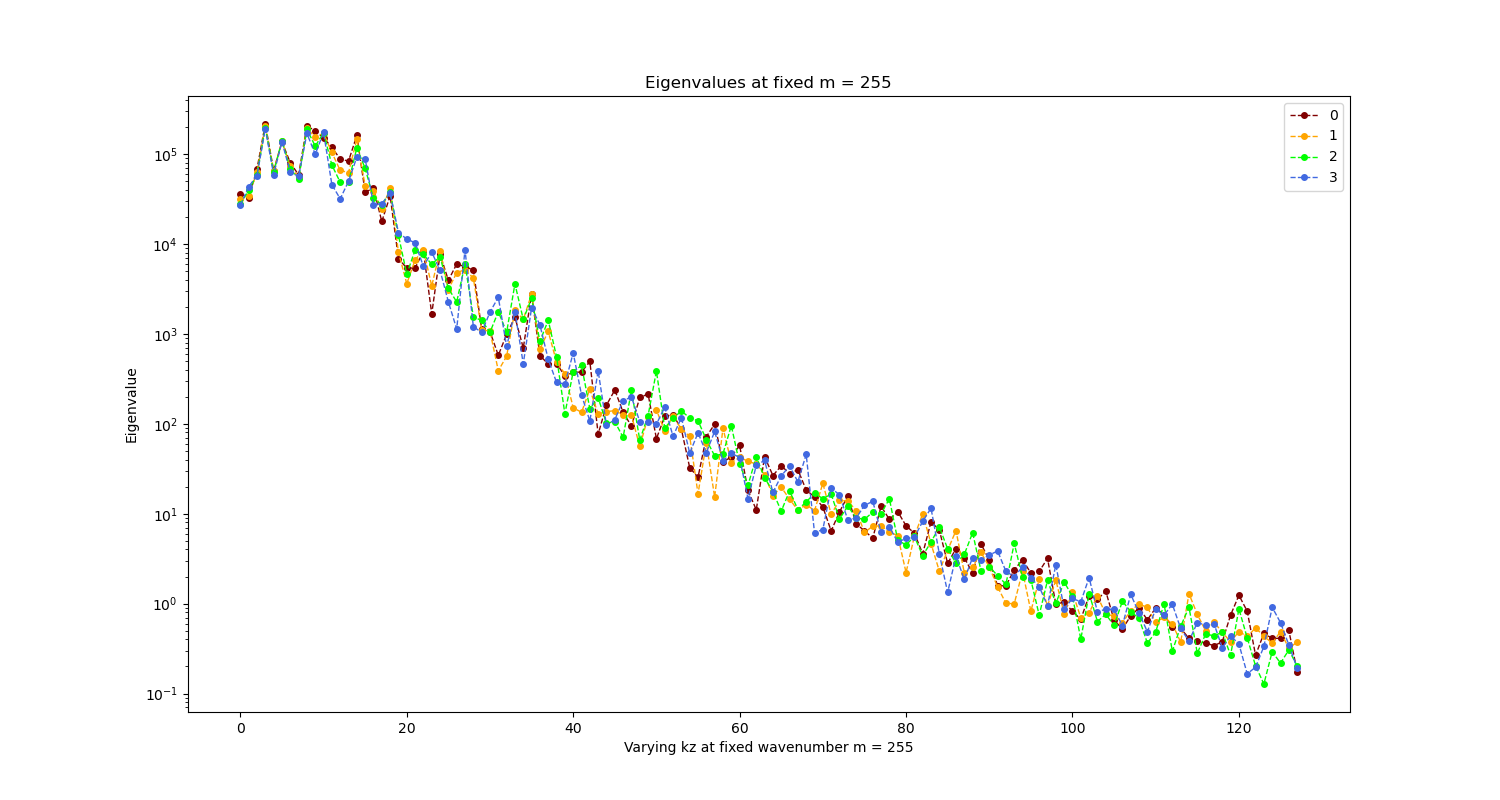 Eigenvalues at fixed m = 255
0
1
2
3
10^5
10^4
10^3
10^2
10^1
10^0
10^-1
Eigenvalue
0 20 40 60 80 100 120
Varying kz at fixed wavenumber m = 255